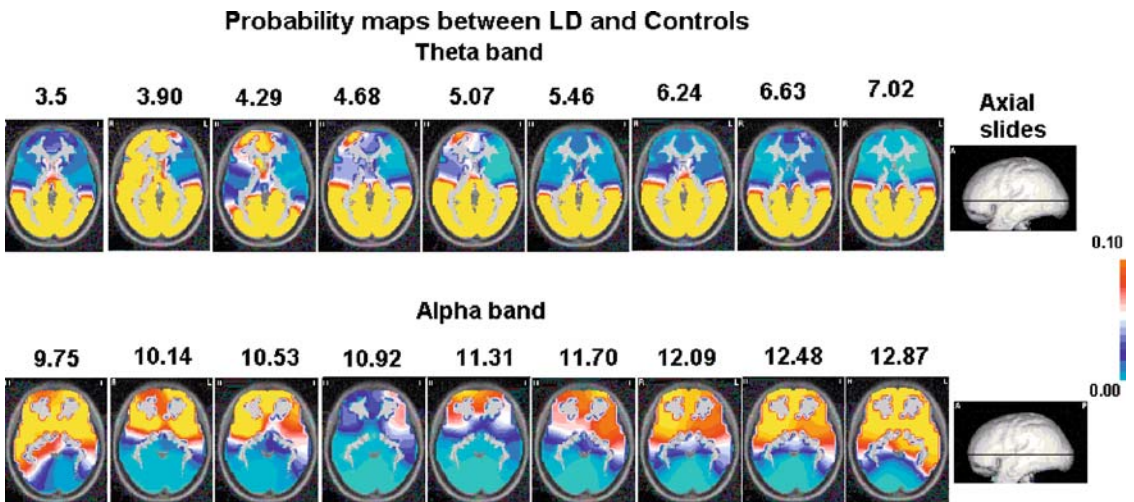 Probability maps between LD and Controls
Theta band
3.5 3.90 4.29 4.68 5.07 5.46 6.24 6.63 7.02 Axial
slides
0.10
Alpha band
9.75 10.14 10.53 10.92 11.31 11.70 12.09 12.48 12.87
0.00